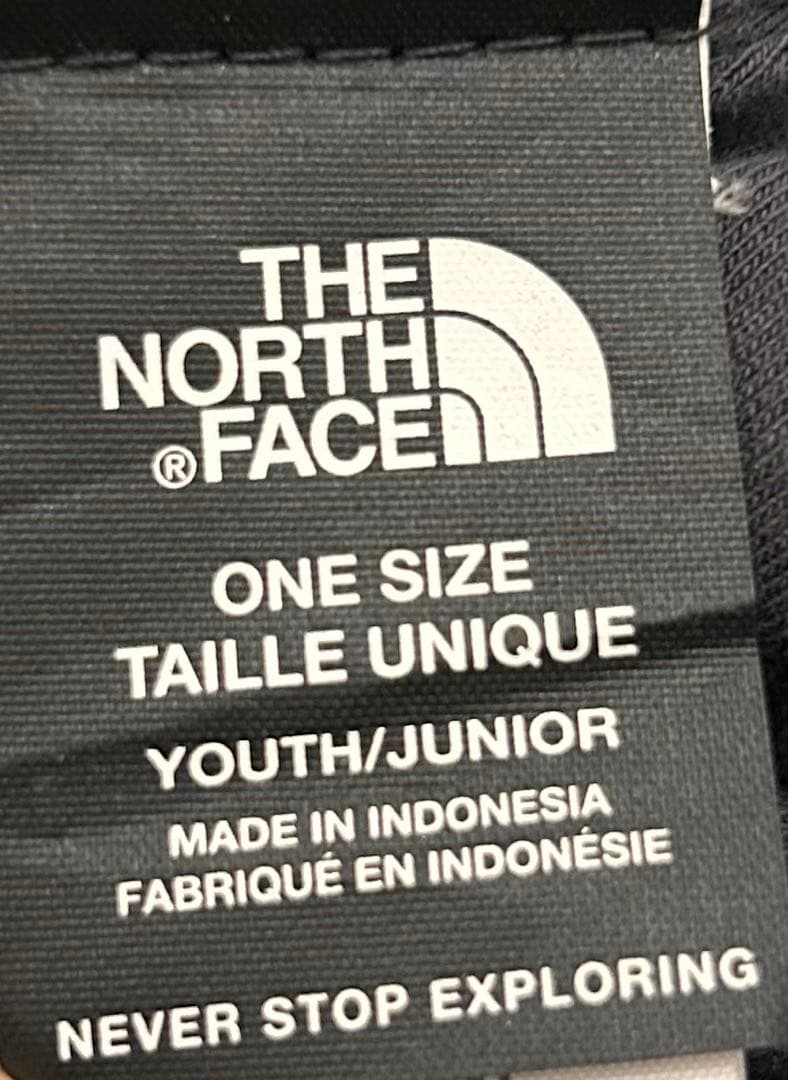 THE
NORTH
®FACE
ONE SIZE
TAILLE UNIQUE
YOUTH/JUNIOR
MADE IN INDONESIA
FABRIQUÉ EN INDONÉSIE
NEVER STOP EXPLORING